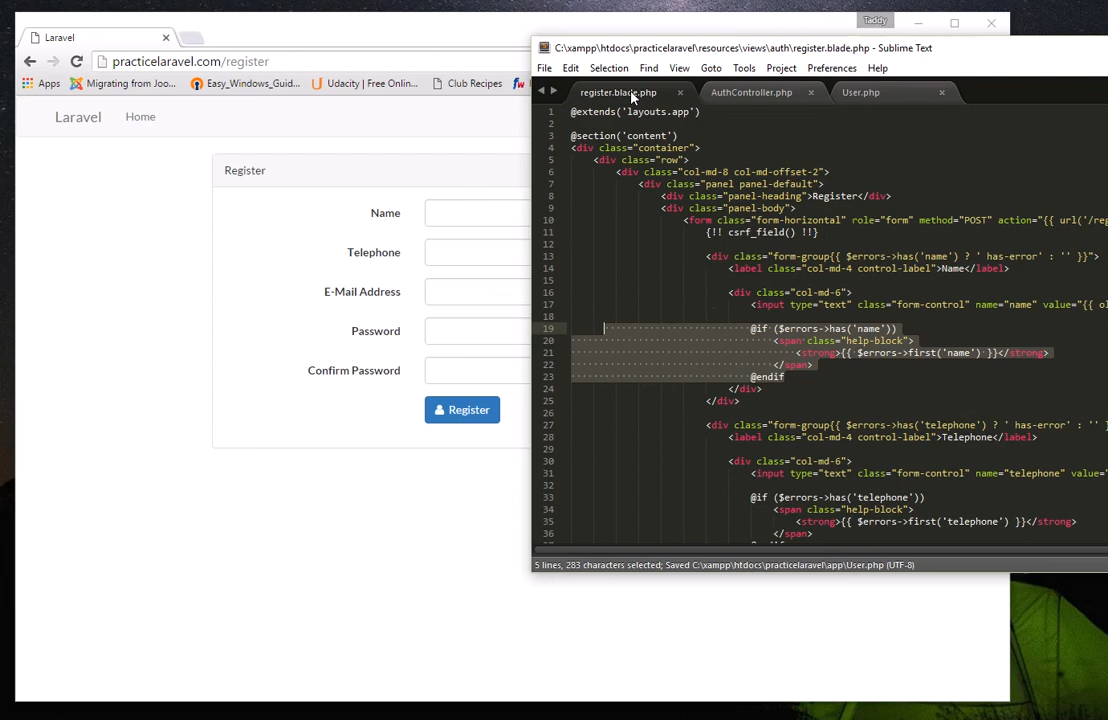 Taddy
Laravel
practicelaravel.com/register
Apps
Migrating from Joo...
Easy_Windows_Guid...
Udacity | Free Onlin...
Club Recipes
Laravel
Home
Register
Name
Telephone
E-Mail Address
Password
Confirm Password
Register
C:\xampp\htdocs\practicelaravel\resources\views\auth\register.blade.php - Sublime Text
File Edit Selection Find View Goto Tools Project Preferences Help
register.blade.php
AuthController.php
User.php
1 @extends('layouts.app')
2
3 @section('content')
4 <div class="container">
5 <div class="row">
6 <div class="col-md-8 col-md-offset-2">
7 <div class="panel panel-default">
8 <div class="panel-heading">Register</div>
9 <div class="panel-body">
10 <form class="form-horizontal" role="form" method="POST" action="{{ url('/reg
11 {!! csrf_field() !!}
12
13 <div class="form-group{{ $errors->has('name') ? ' has-error' : '' }}">
14 <label class="col-md-4 control-label">Name</label>
15
16 <div class="col-md-6">
17 <input type="text" class="form-control" name="name" value="{{ ol
18
19 @if ($errors->has('name'))
20 <span class="help-block">
21 <strong>{{ $errors->first('name') }}</strong>
22 </span>
23 @endif
24 </div>
25 </div>
26
27 <div class="form-group{{ $errors->has('telephone') ? ' has-error' : ''
28 <label class="col-md-4 control-label">Telephone</label>
29
30 <div class="col-md-6">
31 <input type="text" class="form-control" name="telephone" value="
32
33 @if ($errors->has('telephone'))
34 <span class="help-block">
35 <strong>{{ $errors->first('telephone') }}</strong>
36 </span>
5 lines, 283 characters selected; Saved C:\xampp\htdocs\practicelaravel\app\User.php (UTF-8)